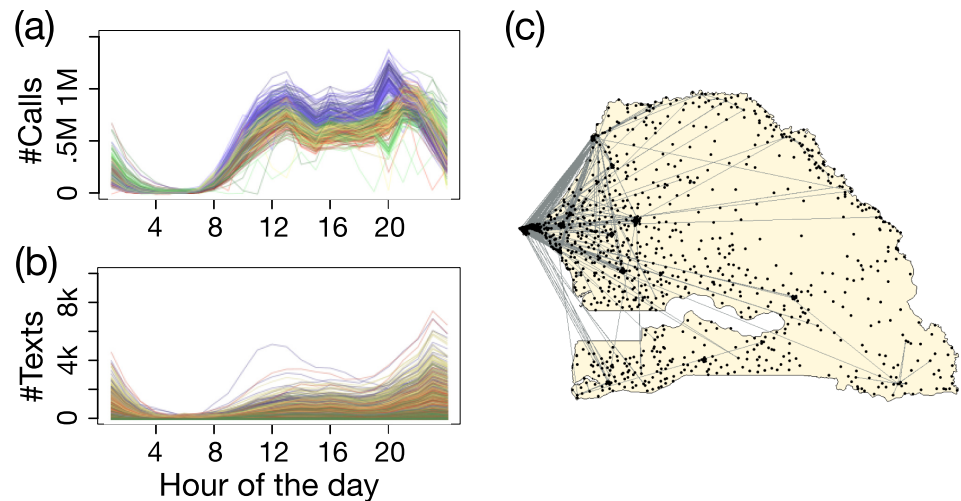 (a)
#Calls
0 .5M 1M
4 8 12 16 20
(b)
#Texts
0 4k 8k
4 8 12 16 20
Hour of the day
(c)